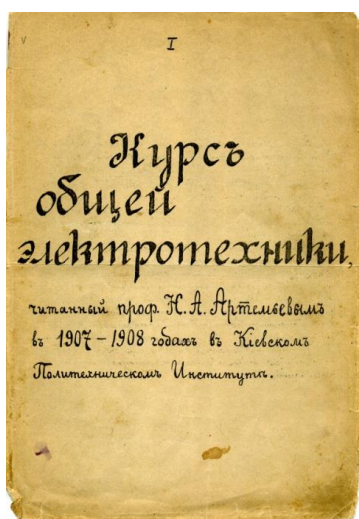 I
Курсъ
общей
электротехники,
читанный проф. Н. А. Артемьевымъ
въ 1907–1908 годахъ въ Кіевскомъ
Политехническомъ Институтѣ.